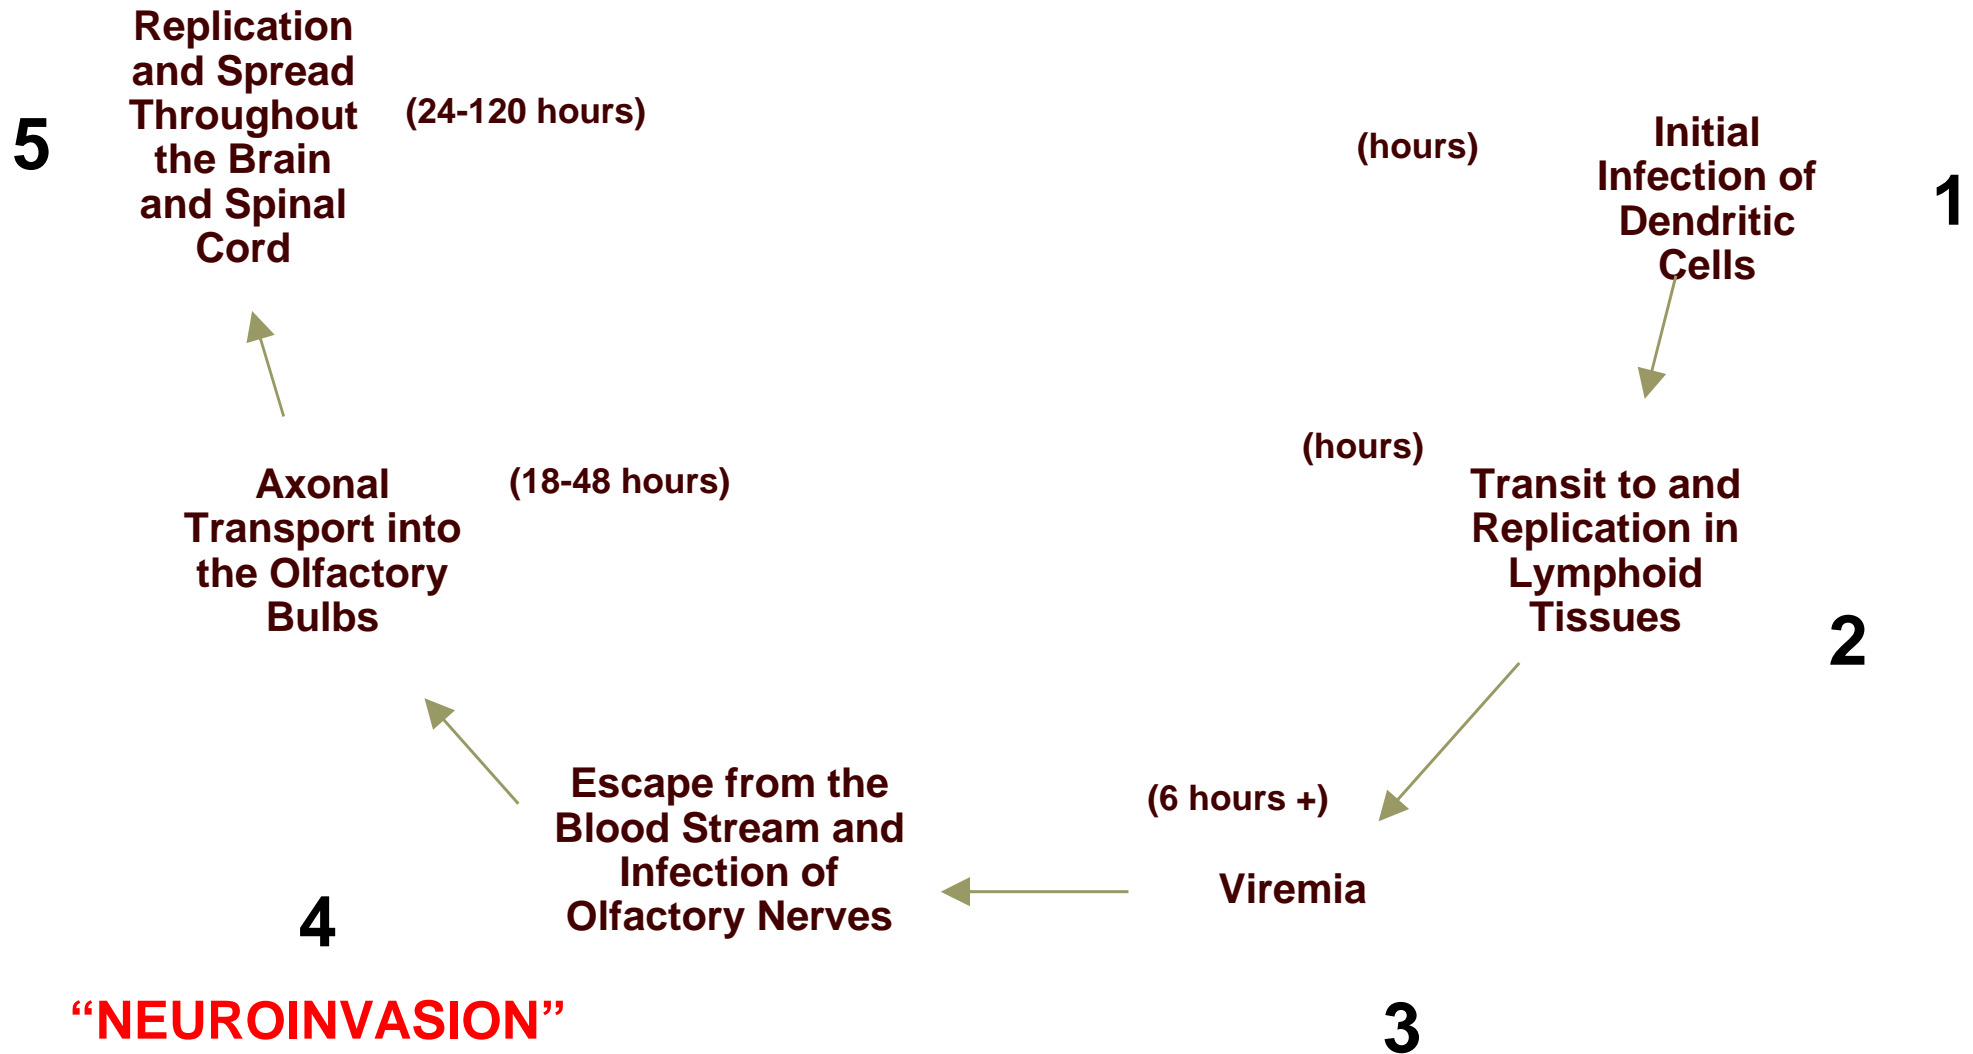 1
Initial
Infection of
Dendritic
Cells
(hours)
2
Transit to and
Replication in
Lymphoid
Tissues
(hours)
3
Viremia
(6 hours +)
4
“NEUROINVASION”
Escape from the
Blood Stream and
Infection of
Olfactory Nerves
Axonal
Transport into
the Olfactory
Bulbs
(18-48 hours)
5
Replication
and Spread
Throughout
the Brain
and Spinal
Cord
(24-120 hours)